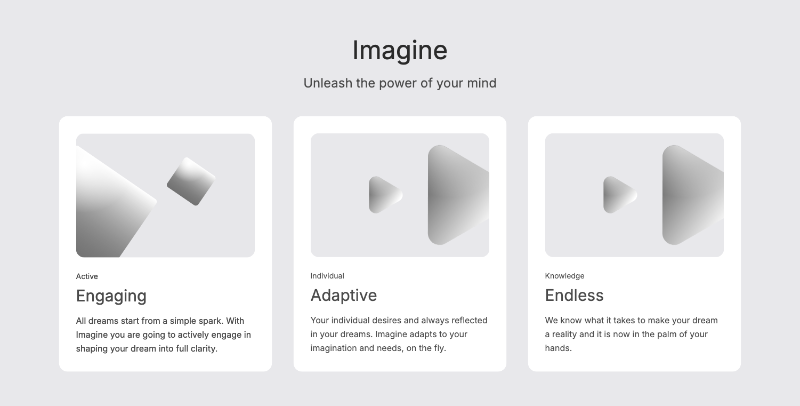 Imagine
Unleash the power of your mind
Active
Engaging
All dreams start from a simple spark. With
Imagine you are going to actively engage in
shaping your dream into full clarity.
Individual
Adaptive
Your individual desires and always reflected
in your dreams. Imagine adapts to your
imagination and needs, on the fly.
Knowledge
Endless
We know what it takes to make your dream
a reality and it is now in the palm of your
hands.